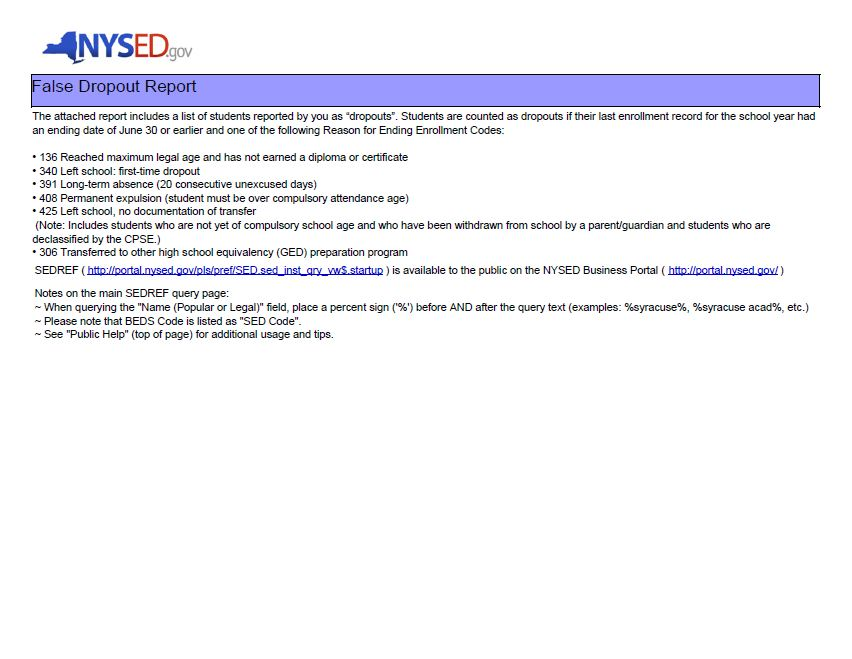 NYSED.gov
False Dropout Report
The attached report includes a list of students reported by you as “dropouts”. Students are counted as dropouts if their last enrollment record for the school year had
an ending date of June 30 or earlier and one of the following Reason for Ending Enrollment Codes:
• 136 Reached maximum legal age and has not earned a diploma or certificate
• 340 Left school: first-time dropout
• 391 Long-term absence (20 consecutive unexcused days)
• 408 Permanent expulsion (student must be over compulsory attendance age)
• 425 Left school, no documentation of transfer
(Note: Includes students who are not yet of compulsory school age and who have been withdrawn from school by a parent/guardian and students who are
declassified by the CPSE.)
• 306 Transferred to other high school equivalency (GED) preparation program
SEDREF ( http://portal.nysed.gov/pls/pref/SED.sed_inst_qry_vw$.startup ) is available to the public on the NYSED Business Portal ( http://portal.nysed.gov/ )
Notes on the main SEDREF query page:
~ When querying the "Name (Popular or Legal)" field, place a percent sign ('%') before AND after the query text (examples: %syracuse%, %syracuse acad%, etc.)
~ Please note that BEDS Code is listed as "SED Code".
~ See "Public Help" (top of page) for additional usage and tips.